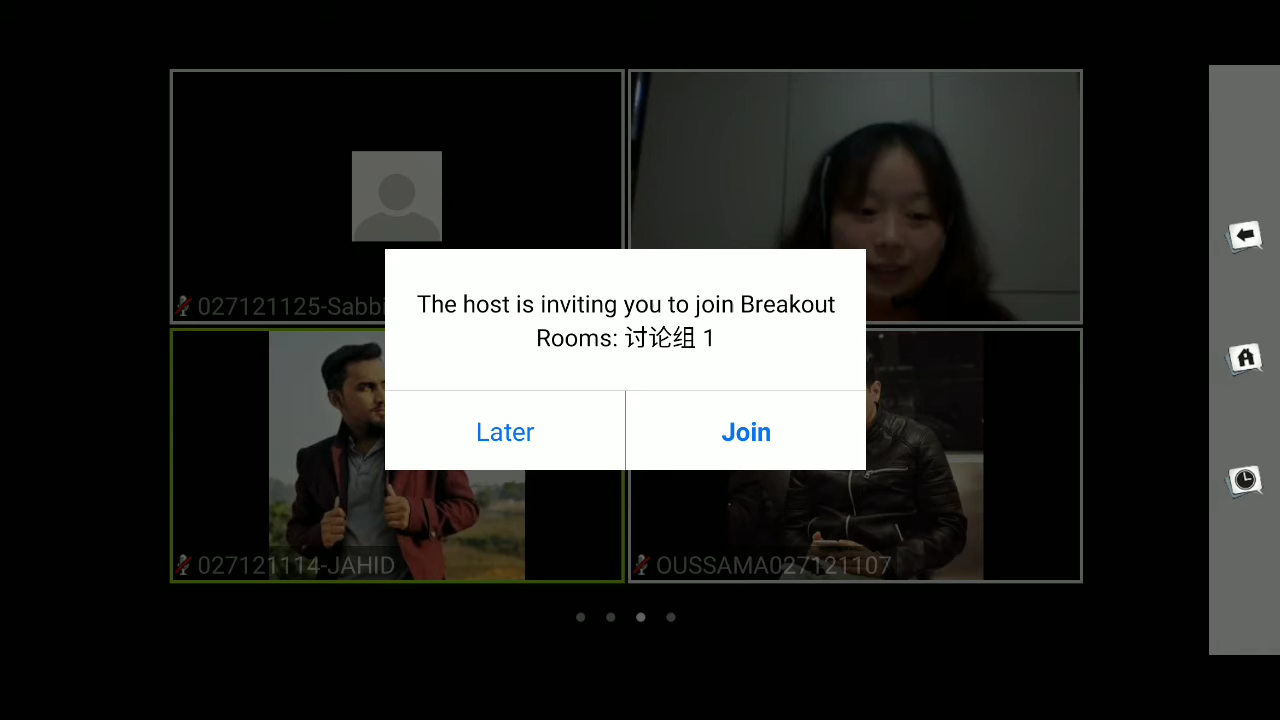 027121125-Sabbi
The host is inviting you to join Breakout
Rooms: 讨论组 1
Later
Join
027121114-JAHID
OUSSAMA027121107